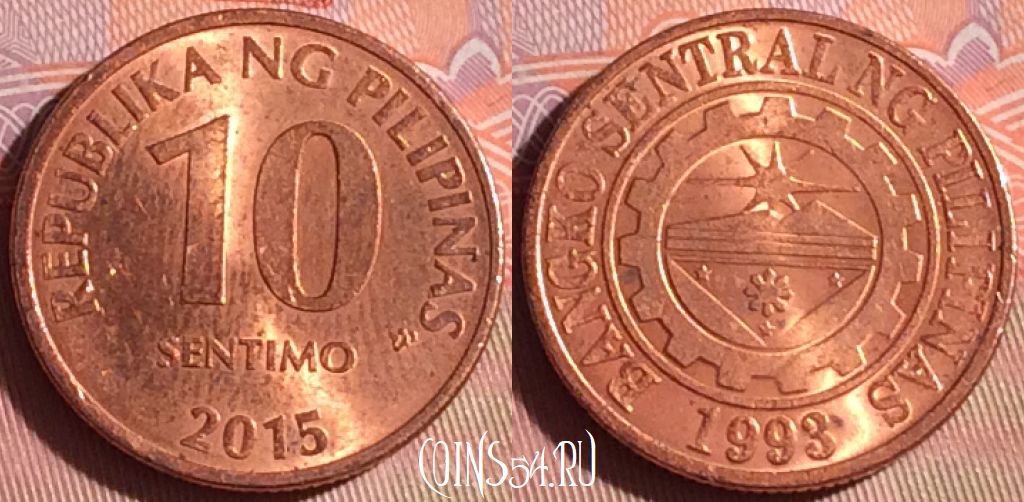 REPUBLIKA NG PILIPINAS
10
SENTIMO
2015
BANGKO SENTRAL NG PILIPINAS
1993
COINS54.RU